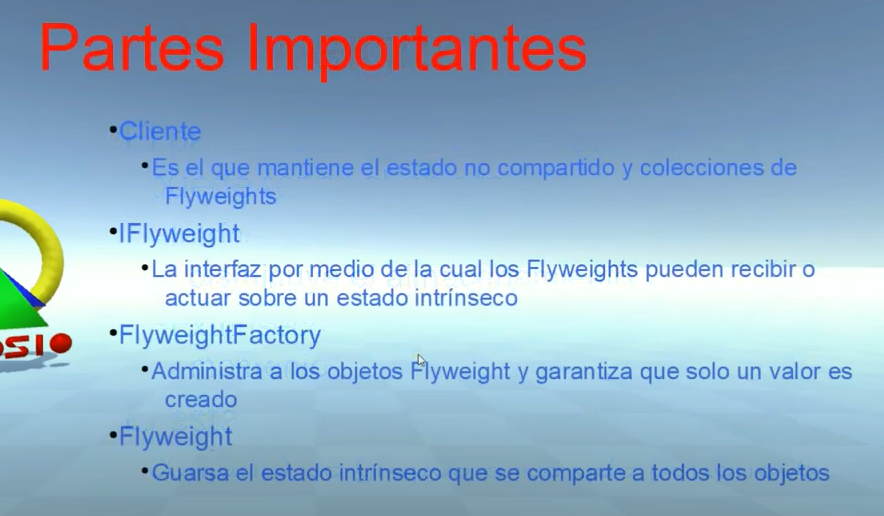 Partes Importantes
•Cliente
•Es el que mantiene el estado no compartido y colecciones de
Flyweights
•IFlyweight
•La interfaz por medio de la cual los Flyweights pueden recibir o
actuar sobre un estado intrínseco
•FlyweightFactory
•Administra a los objetos Flyweight y garantiza que solo un valor es
creado
•Flyweight
•Guarsa el estado intrínseco que se comparte a todos los objetos